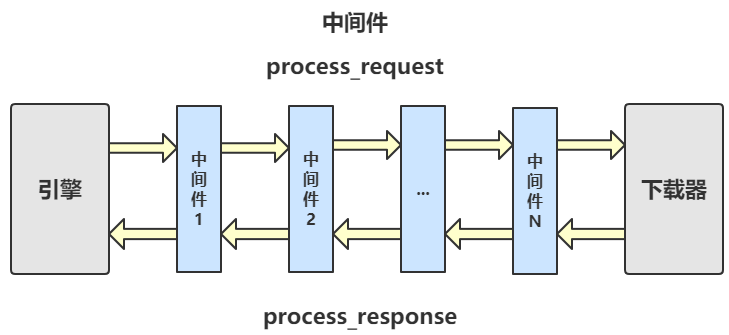 中间件
process_request
引擎
中间件1
中间件2
...
中间件N
下载器
process_response